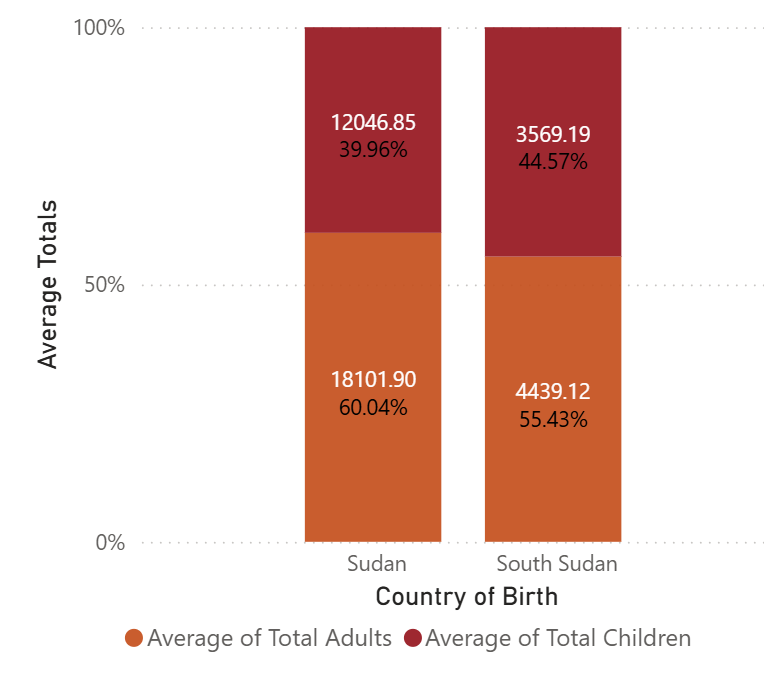 100%
12046.85
39.96%
3569.19
44.57%
Average Totals
50%
18101.90
60.04%
4439.12
55.43%
0%
Sudan
South Sudan
Country of Birth
Average of Total Adults
Average of Total Children